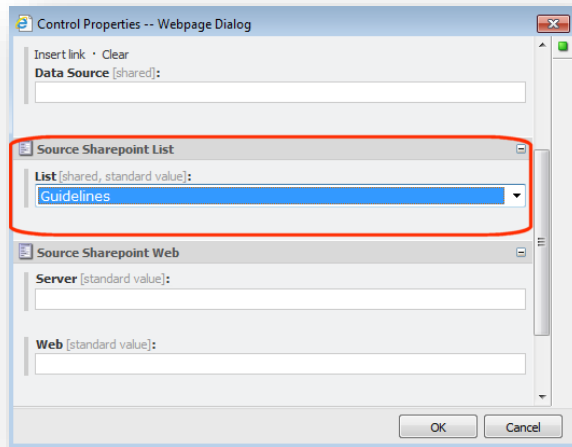 Control Properties -- Webpage Dialog
Insert link · Clear
Data Source [shared]:
Source Sharepoint List
List [shared, standard value]:
Guidelines
Source Sharepoint Web
Server [standard value]:
Web [standard value]:
OK Cancel